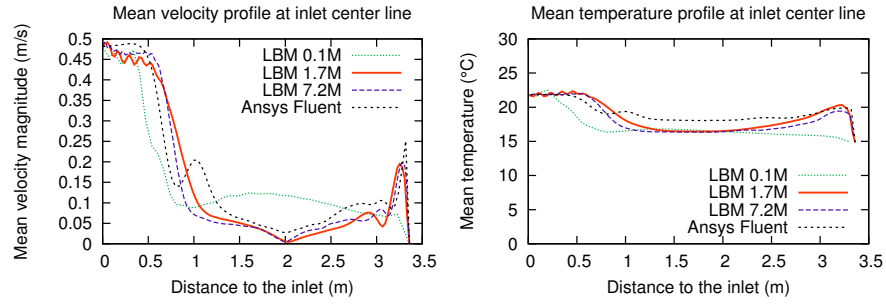 Mean velocity profile at inlet center line
Mean velocity magnitude (m/s)
0.5
0.45
0.4
0.35
0.3
0.25
0.2
0.15
0.1
0.05
0
0 0.5 1 1.5 2 2.5 3 3.5
Distance to the inlet (m)
LBM 0.1M
LBM 1.7M
LBM 7.2M
Ansys Fluent
Mean temperature profile at inlet center line
Mean temperature (°C)
30
25
20
15
10
5
0
0 0.5 1 1.5 2 2.5 3 3.5
Distance to the inlet (m)
LBM 0.1M
LBM 1.7M
LBM 7.2M
Ansys Fluent